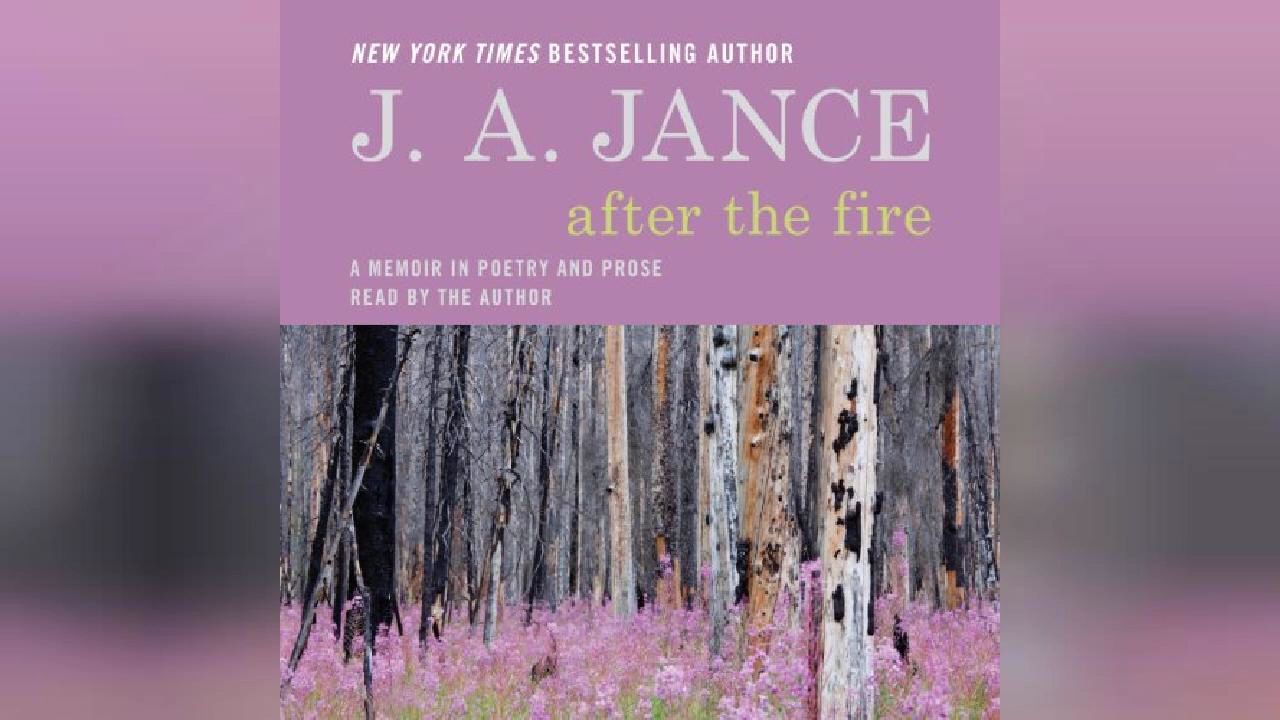 NEW YORK TIMES BESTSELLING AUTHOR
J. A. JANCE
after the fire
A MEMOIR IN POETRY AND PROSE
READ BY THE AUTHOR